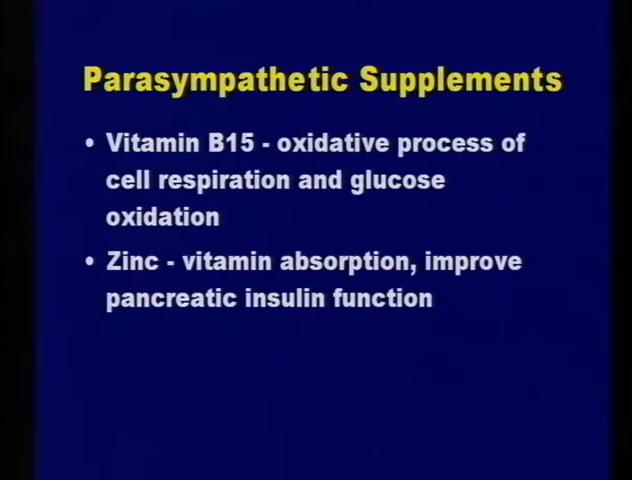 Parasympathetic Supplements
• Vitamin B15 - oxidative process of
cell respiration and glucose
oxidation
• Zinc - vitamin absorption, improve
pancreatic insulin function